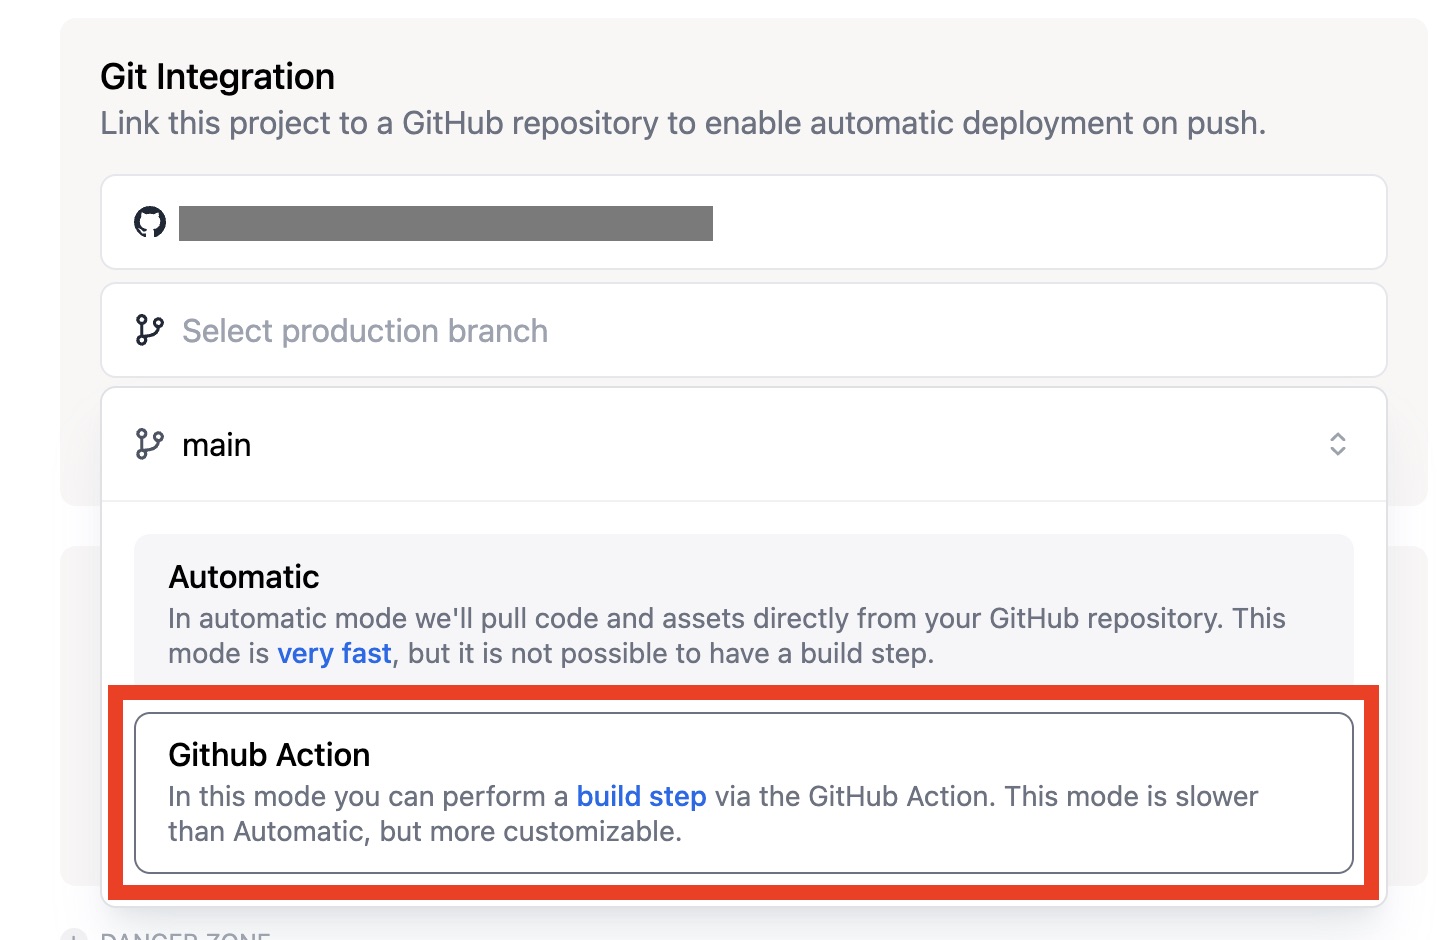 Git Integration
Link this project to a GitHub repository to enable automatic deployment on push.
Select production branch
main
Automatic
In automatic mode we'll pull code and assets directly from your GitHub repository. This
mode is very fast, but it is not possible to have a build step.
Github Action
In this mode you can perform a build step via the GitHub Action. This mode is slower
than Automatic, but more customizable.
DANGER ZONE